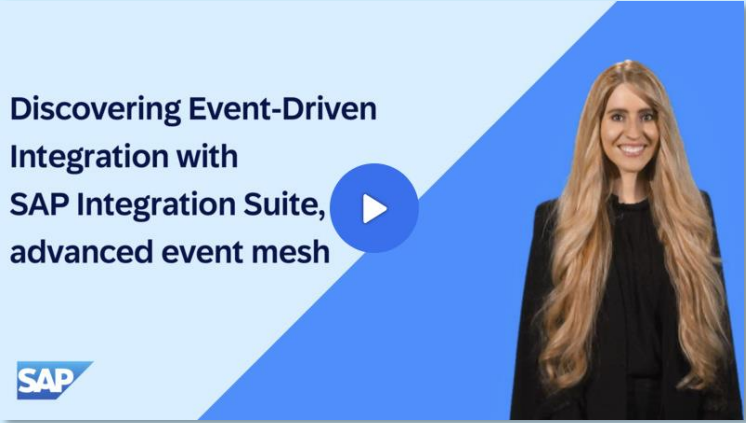 Discovering Event-Driven
Integration with
SAP Integration Suite,
advanced event mesh
SAP